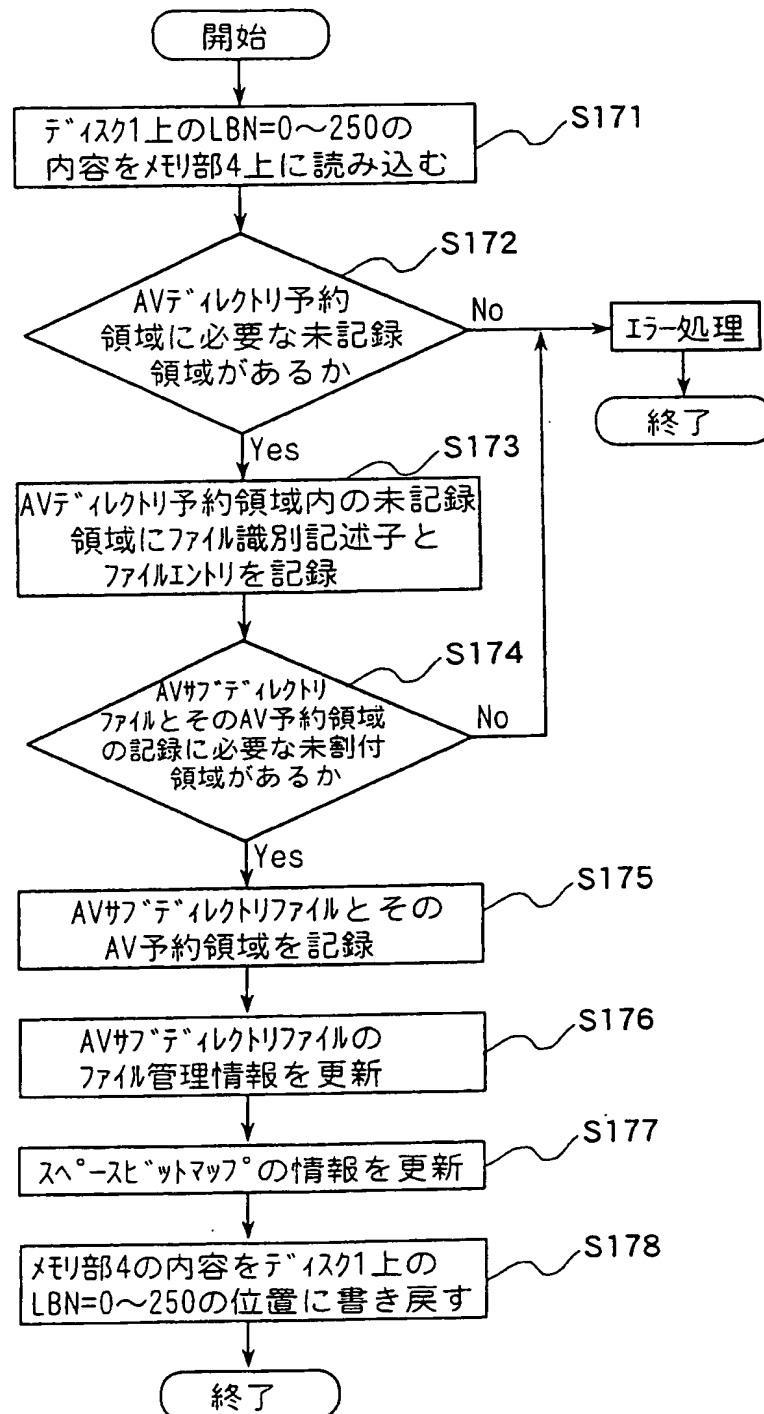 開始
ディスク1上のLBN=0～250の
内容をメモリ部4上に読み込む
S171
S172
AVディレクトリ予約
領域に必要な未記録
領域があるか
No
エラー処理
終了
Yes
S173
AVディレクトリ予約領域内の未記録
領域にファイル識別記述子と
ファイルエントリを記録
S174
AVサブディレクトリ
ファイルとそのAV予約領域
の記録に必要な未割付
領域があるか
No
Yes
S175
AVサブディレクトリファイルとその
AV予約領域を記録
S176
AVサブディレクトリファイルの
ファイル管理情報を更新
S177
スペースビットマップの情報を更新
S178
メモリ部4の内容をディスク1上の
LBN=0～250の位置に書き戻す
終了